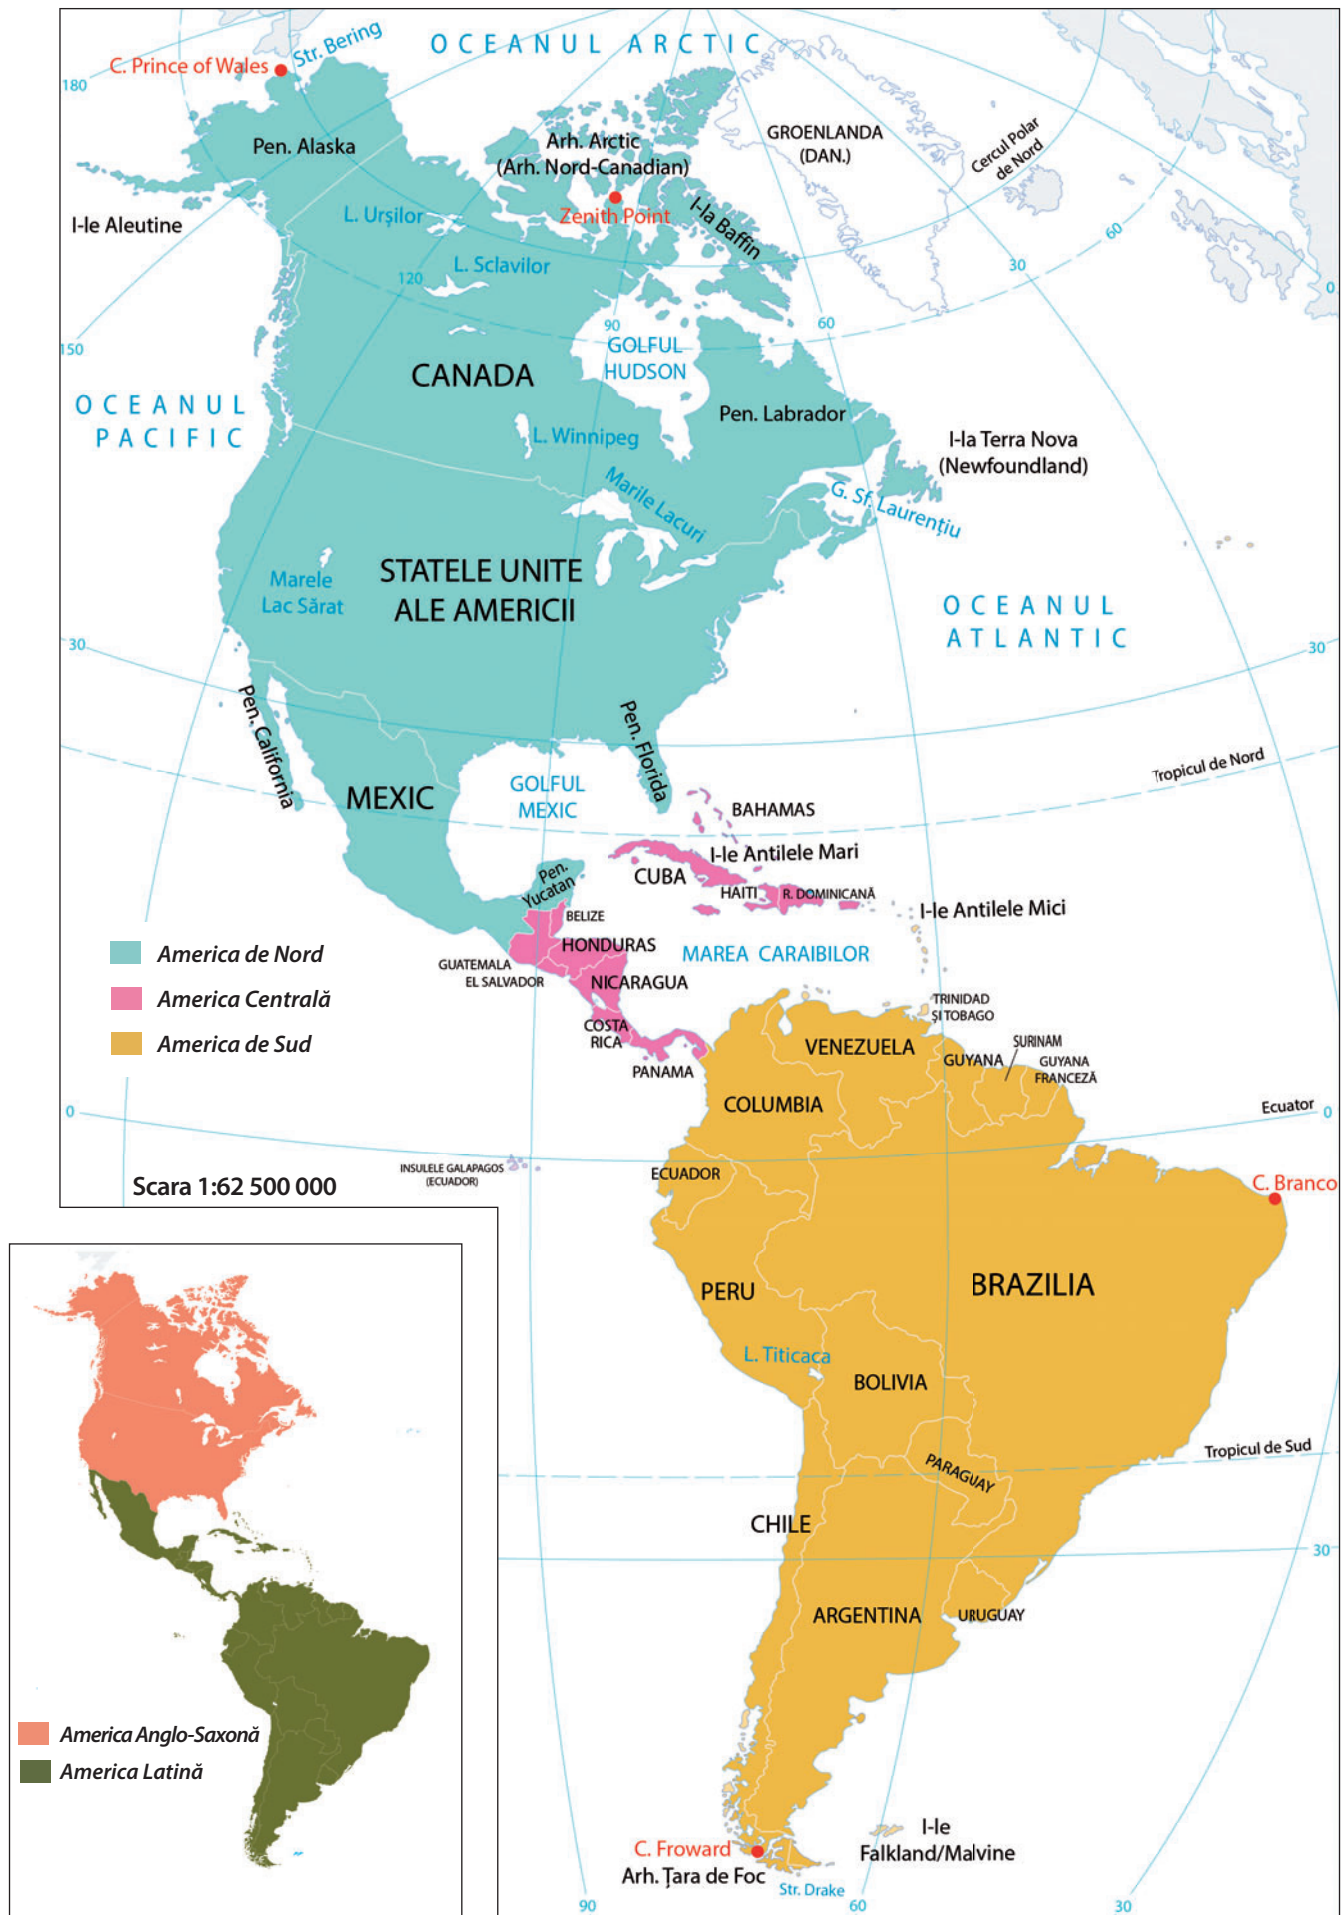 OCEANUL ARCTIC
Str. Bering
C. Prince of Wales
180
Pen. Alaska
Arh. Arctic
(Arh. Nord-Canadian)
GROENLANDA
(DAN.)
Cercul Polar
de Nord
Zenith Point
I-le Aleutine
L. Urșilor
I-la Baffin
60
L. Sclavilor
120
30
0
90
60
150
GOLFUL
HUDSON
CANADA
OCEANUL
PACIFIC
Pen. Labrador
L. Winnipeg
I-la Terra Nova
(Newfoundland)
Marile Lacuri
G. Sf. Laurențiu
STATELE UNITE
ALE AMERICII
Marele
Lac Sărat
OCEANUL
ATLANTIC
30
30
Pen. California
Pen. Florida
Tropicul de Nord
MEXIC
GOLFUL
MEXIC
BAHAMAS
I-le Antilele Mari
CUBA
Pen.
Yucatan
HAITI
R. DOMINICANĂ
I-le Antilele Mici
BELIZE
HONDURAS
MAREA CARAIBILOR
GUATEMALA
EL SALVADOR
NICARAGUA
America de Nord
America Centrală
America de Sud
TRINIDAD
ȘI TOBAGO
COSTA
RICA
PANAMA
VENEZUELA
SURINAM
GUYANA
GUYANA
FRANCEZĂ
COLUMBIA
0
Ecuator
0
INSULELE GALAPAGOS
(ECUADOR)
ECUADOR
Scara 1:62 500 000
C. Branco
PERU
BRAZILIA
L. Titicaca
BOLIVIA
Tropicul de Sud
PARAGUAY
CHILE
30
ARGENTINA
URUGUAY
America Anglo-Saxonă
America Latină
I-le
Falkland/Malvine
C. Froward
Arh. Țara de Foc
Str. Drake
90
60
30